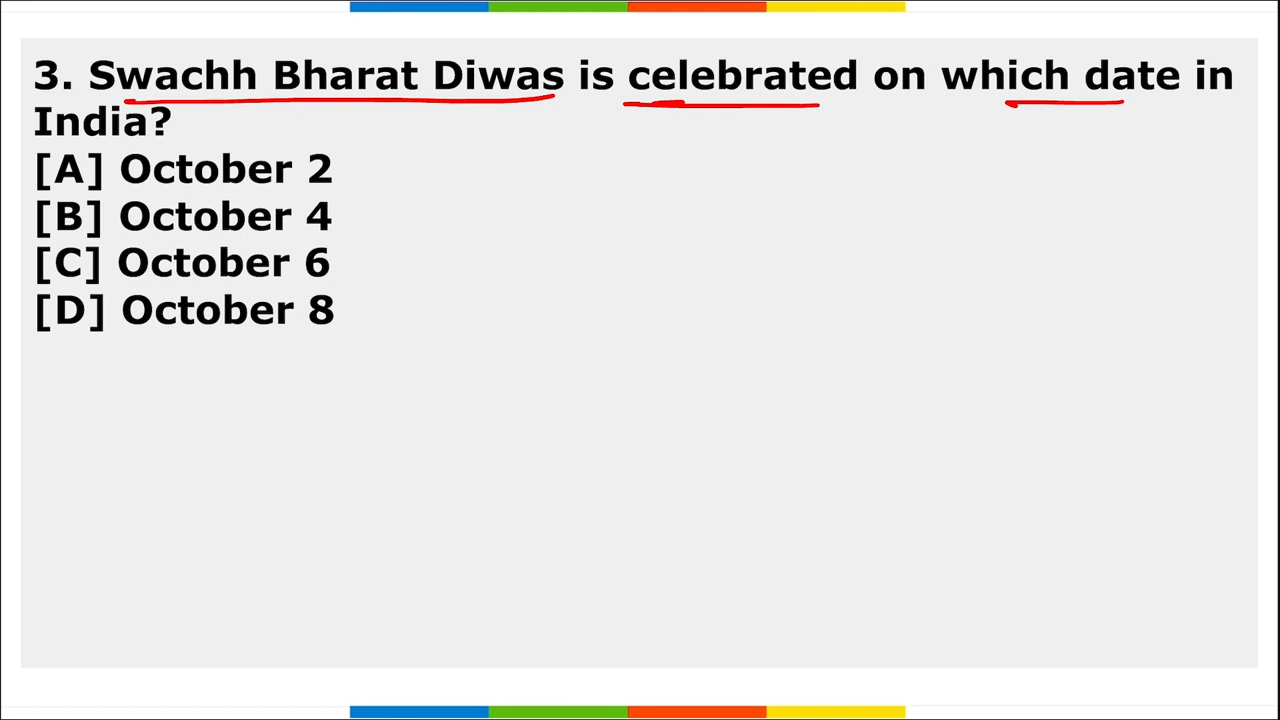 3. Swachh Bharat Diwas is celebrated on which date in
India?
[A] October 2
[B] October 4
[C] October 6
[D] October 8